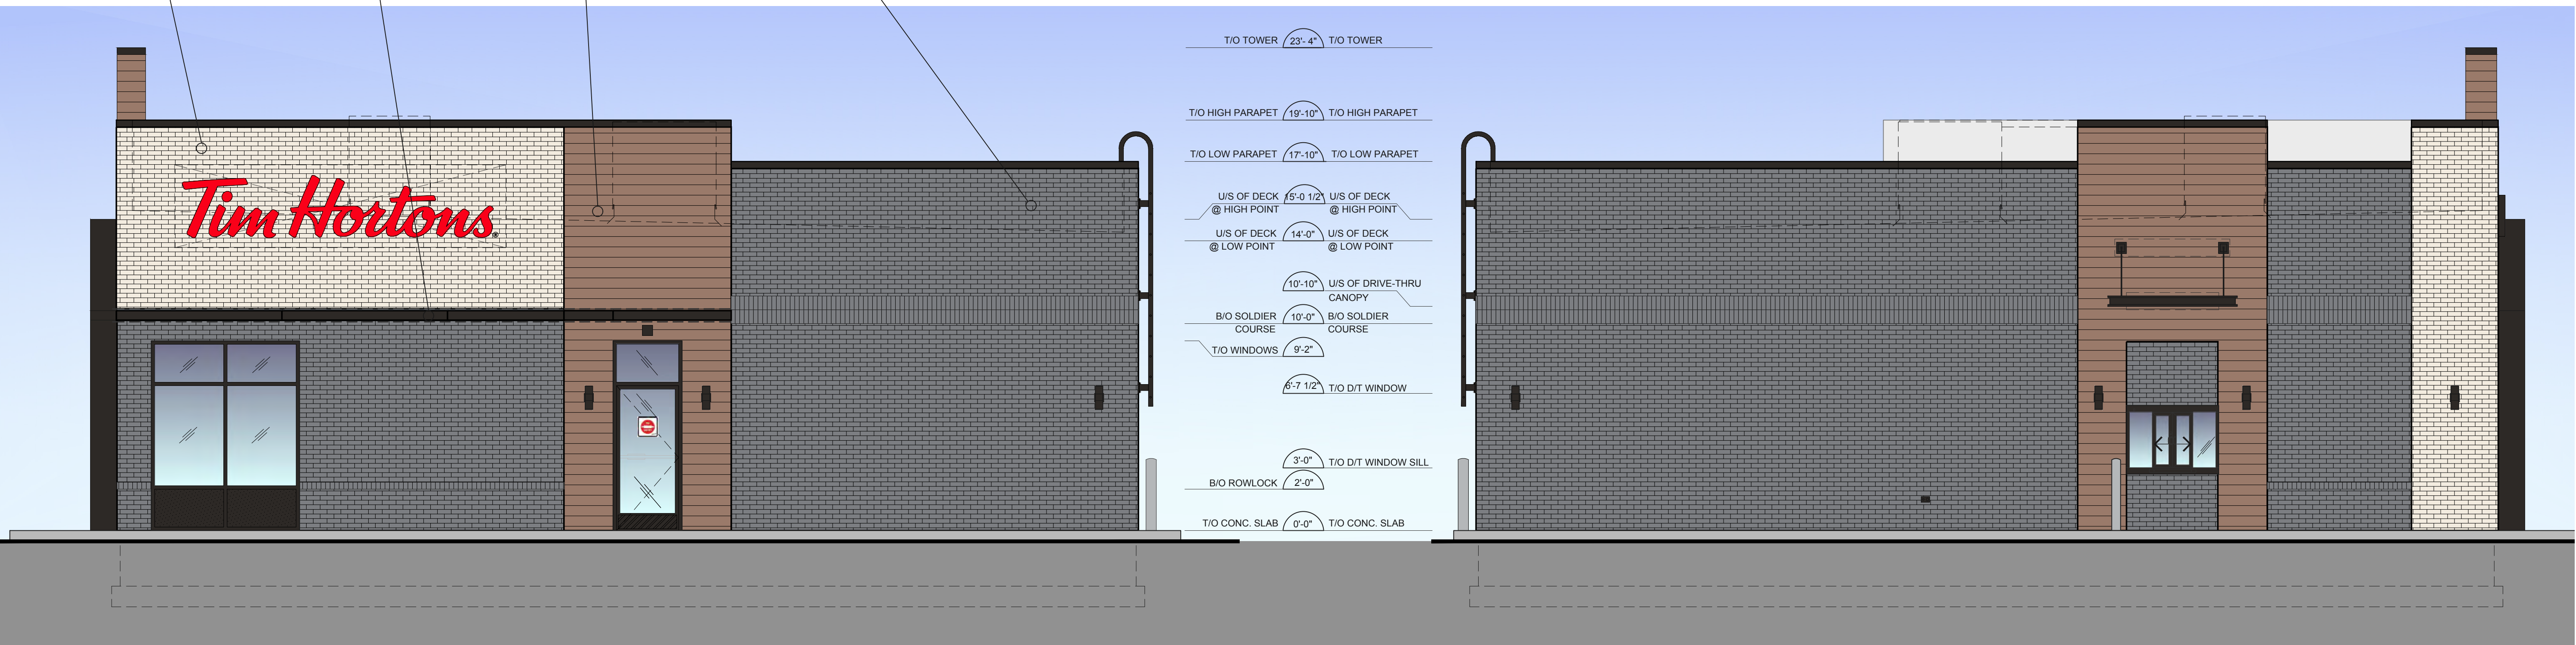 T/O TOWER 23'- 4" T/O TOWER
T/O HIGH PARAPET 19'-10" T/O HIGH PARAPET
T/O LOW PARAPET 17'-10" T/O LOW PARAPET
Tim Hortons®
U/S OF DECK 15'-0 1/2" U/S OF DECK
@ HIGH POINT @ HIGH POINT
U/S OF DECK 14'-0" U/S OF DECK
@ LOW POINT @ LOW POINT
10'-10" U/S OF DRIVE-THRU
CANOPY
B/O SOLDIER 10'-0" B/O SOLDIER
COURSE COURSE
T/O WINDOWS 9'-2"
6'-7 1/2" T/O D/T WINDOW
3'-0" T/O D/T WINDOW SILL
B/O ROWLOCK 2'-0"
T/O CONC. SLAB 0'-0" T/O CONC. SLAB